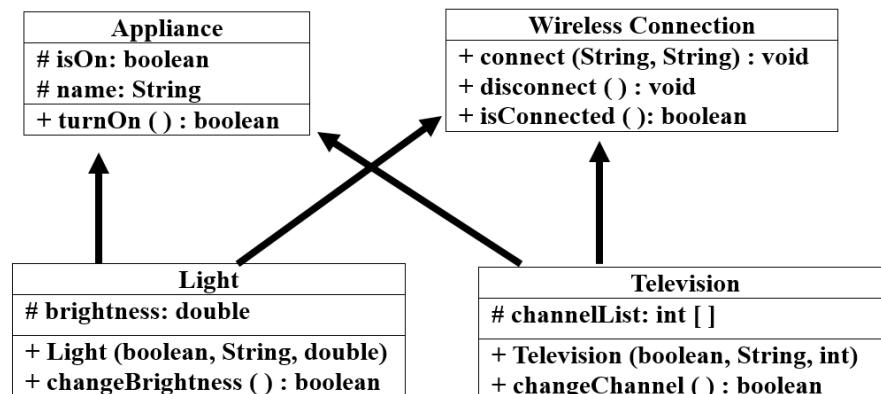 Appliance
# isOn: boolean
# name: String
+ turnOn ( ) : boolean
Wireless Connection
+ connect (String, String) : void
+ disconnect ( ) : void
+ isConnected ( ): boolean
Light
# brightness: double
+ Light (boolean, String, double)
+ changeBrightness ( ) : boolean
Television
# channelList: int [ ]
+ Television (boolean, String, int)
+ changeChannel ( ) : boolean